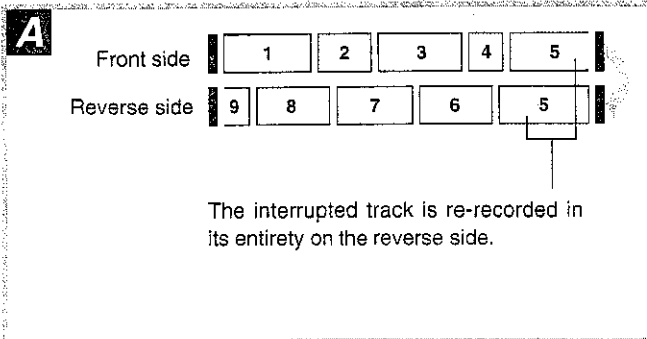 A
Front side 1 2 3 4 5
Reverse side 9 8 7 6 5
The interrupted track is re-recorded in
its entirety on the reverse side.